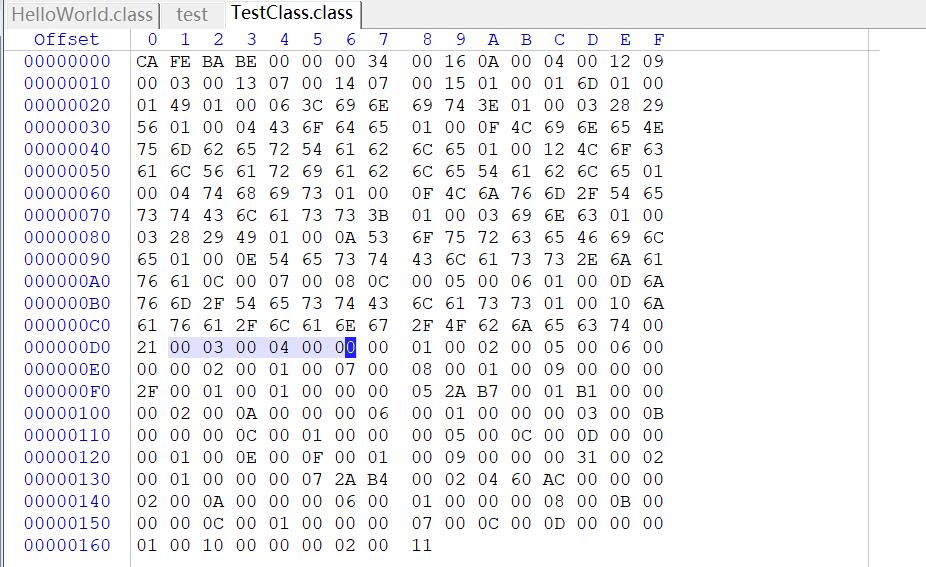 HelloWorld.class test TestClass.class
Offset 0 1 2 3 4 5 6 7 8 9 A B C D E F
00000000 CA FE BA BE 00 00 00 34 00 16 0A 00 04 00 12 09
00000010 00 03 00 13 07 00 14 07 00 15 01 00 01 6D 01 00
00000020 01 49 01 00 06 3C 69 6E 69 74 3E 01 00 03 28 29
00000030 56 01 00 04 43 6F 64 65 01 00 0F 4C 69 6E 65 4E
00000040 75 6D 62 65 72 54 61 62 6C 65 01 00 12 4C 6F 63
00000050 61 6C 56 61 72 69 61 62 6C 65 54 61 62 6C 65 01
00000060 00 04 74 68 69 73 01 00 0F 4C 6A 76 6D 2F 54 65
00000070 73 74 43 6C 61 73 73 3B 01 00 03 69 6E 63 01 00
00000080 03 28 29 49 01 00 0A 53 6F 75 72 63 65 46 69 6C
00000090 65 01 00 0E 54 65 73 74 43 6C 61 73 73 2E 6A 61
000000A0 76 61 0C 00 07 00 08 0C 00 05 00 06 01 00 0D 6A
000000B0 76 6D 2F 54 65 73 74 43 6C 61 73 73 01 00 10 6A
000000C0 61 76 61 2F 6C 61 6E 67 2F 4F 62 6A 65 63 74 00
000000D0 21 00 03 00 04 00 00 00 01 00 02 00 05 00 06 00
000000E0 00 00 02 00 01 00 07 00 08 00 01 00 09 00 00 00
000000F0 2F 00 01 00 01 00 00 00 05 2A B7 00 01 B1 00 00
00000100 00 02 00 0A 00 00 00 06 00 01 00 00 00 03 00 0B
00000110 00 00 00 0C 00 01 00 00 00 05 00 0C 00 0D 00 00
00000120 00 01 00 0E 00 0F 00 01 00 09 00 00 00 31 00 02
00000130 00 01 00 00 00 07 2A B4 00 02 04 60 AC 00 00 00
00000140 02 00 0A 00 00 00 06 00 01 00 00 00 08 00 0B 00
00000150 00 00 0C 00 01 00 00 00 07 00 0C 00 0D 00 00 00
00000160 01 00 10 00 00 00 02 00 11